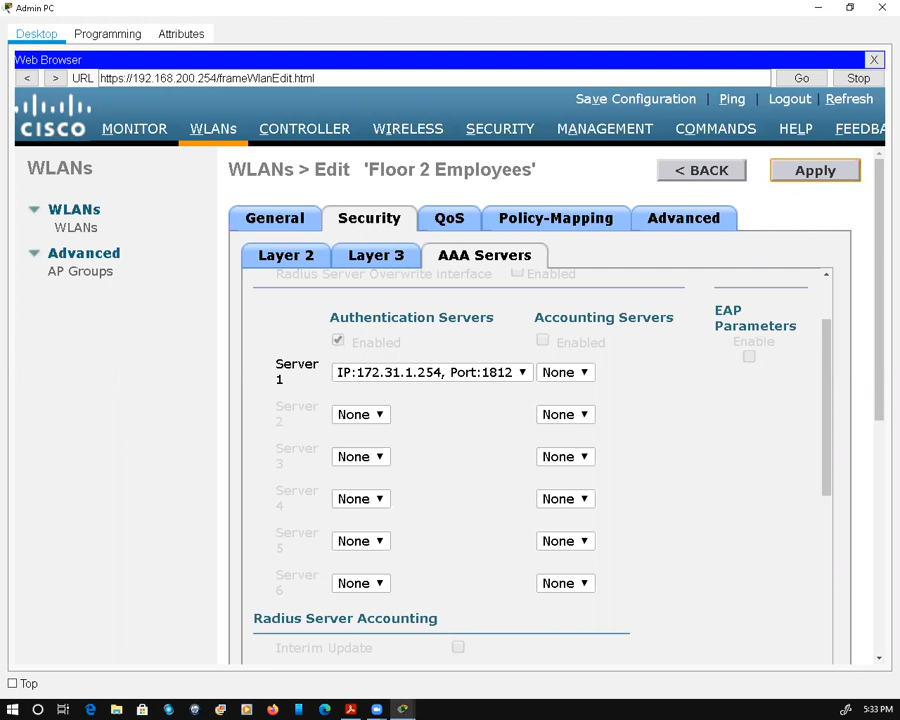 Admin PC
Desktop Programming Attributes
Web Browser X
< > URL https://192.168.200.254/frameWlanEdit.html Go Stop
Save Configuration | Ping | Logout | Refresh
CISCO MONITOR WLANs CONTROLLER WIRELESS SECURITY MANAGEMENT COMMANDS HELP FEEDBA
WLANs
WLANs > Edit 'Floor 2 Employees' < BACK Apply
WLANs
WLANs
Advanced
AP Groups
General Security QoS Policy-Mapping Advanced
Layer 2 Layer 3 AAA Servers
Radius Server Overwrite interface Enabled
Authentication Servers Accounting Servers EAP
Parameters
Enabled Enabled Enable
Server
1 IP:172.31.1.254, Port:1812 None
Server
2 None None
Server
3 None None
Server
4 None None
Server
5 None None
Server
6 None None
Radius Server Accounting
Interim Update
Top
5:33 PM